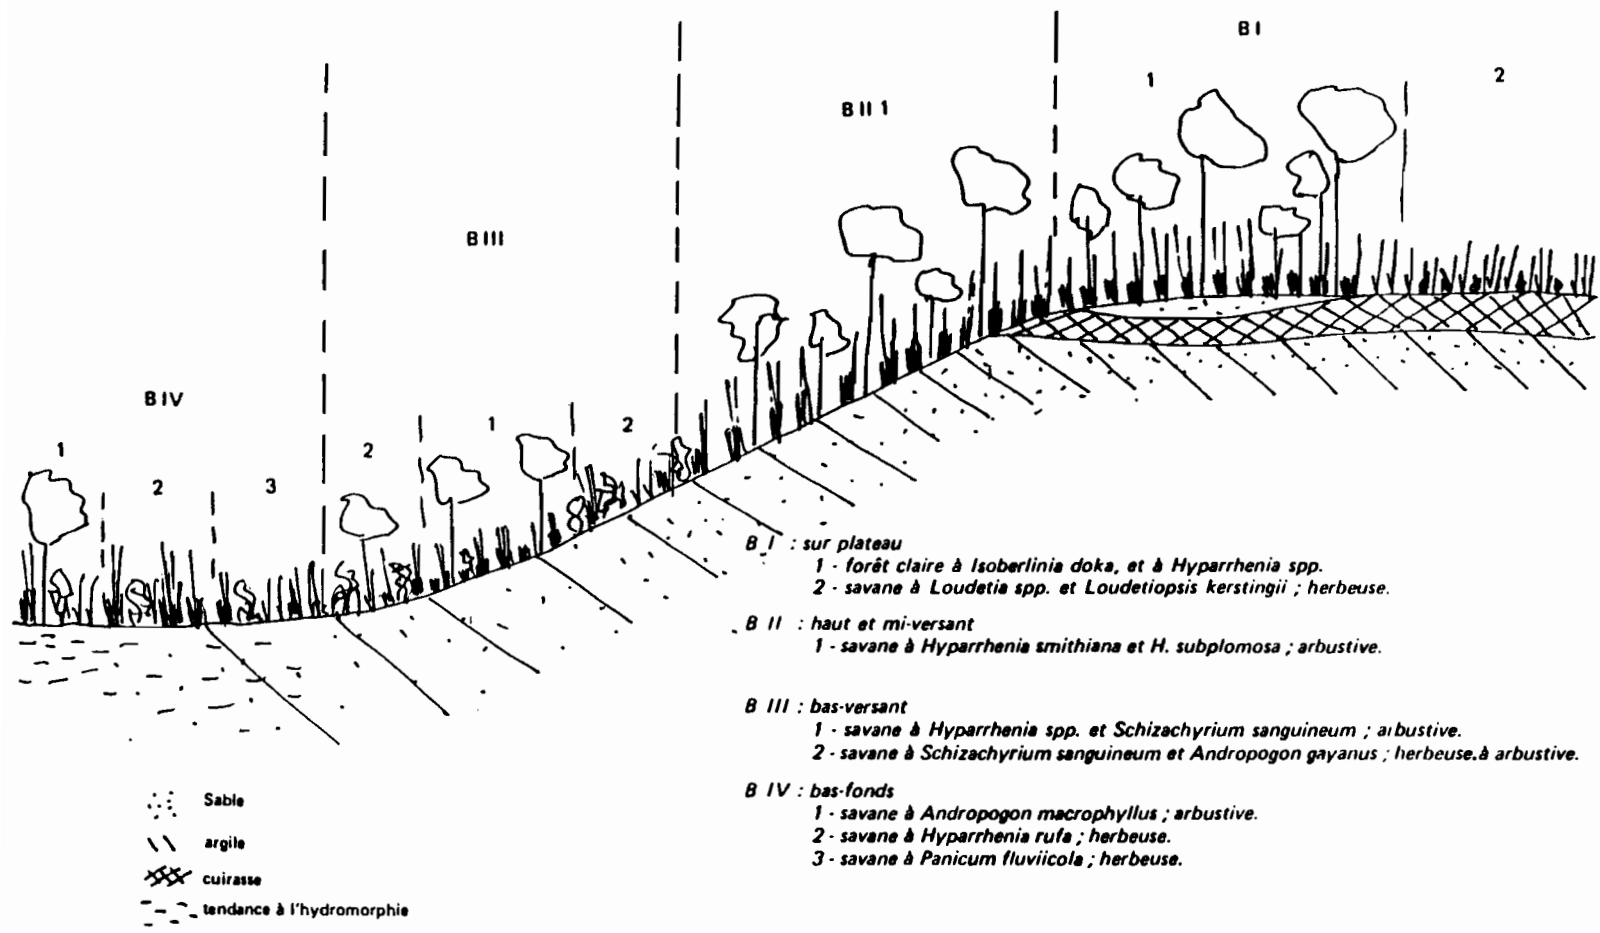 B I
1
2
B II 1
B III
B IV
1
2
3
2
1
2
B I : sur plateau
1 - forêt claire à Isoberlinia doka, et à Hyparrhenia spp.
2 - savane à Loudetia spp. et Loudetiopsis kerstingii ; herbeuse.
B II : haut et mi-versant
1 - savane à Hyparrhenia smithiana et H. subplomosa ; arbustive.
B III : bas-versant
1 - savane à Hyparrhenia spp. et Schizachyrium sanguineum ; arbustive.
2 - savane à Schizachyrium sanguineum et Andropogon gayanus ; herbeuse.à arbustive.
B IV : bas-fonds
1 - savane à Andropogon macrophyllus ; arbustive.
2 - savane à Hyparrhenia rufa ; herbeuse.
3 - savane à Panicum fluviicola ; herbeuse.
Sable
argile
cuirasse
tendance à l'hydromorphie